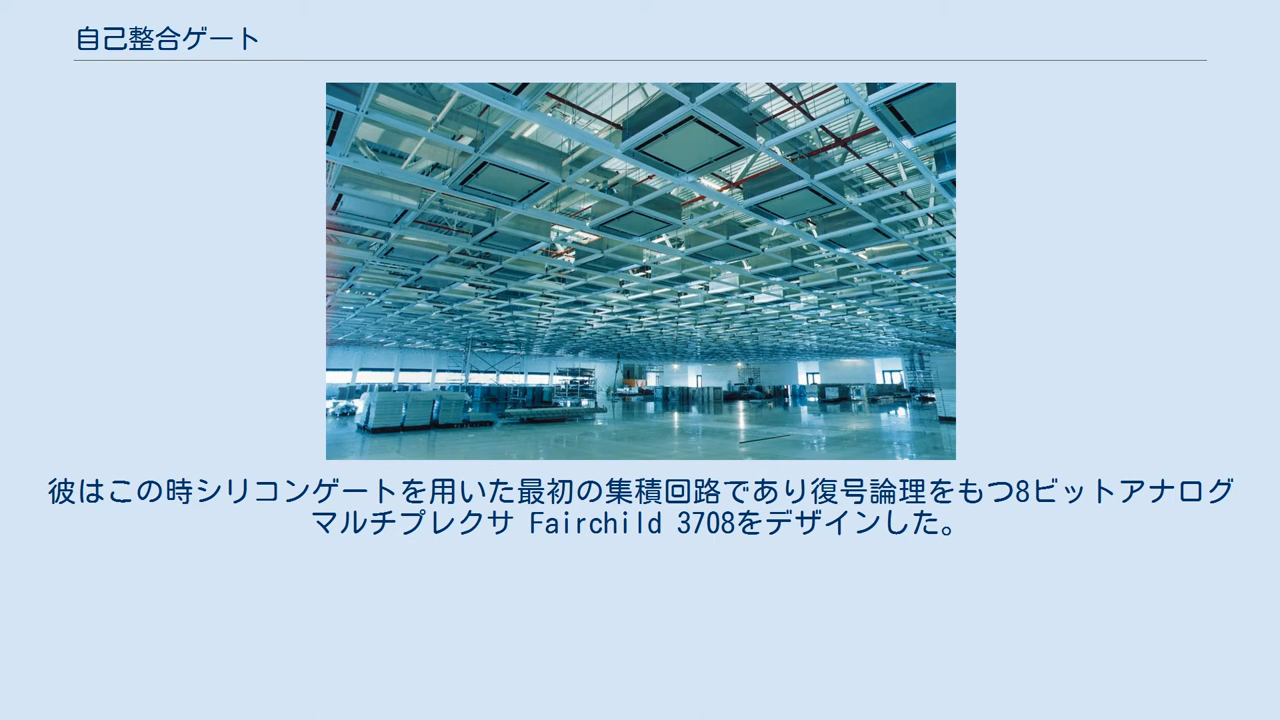 自己整合ゲート
彼はこの時シリコンゲートを用いた最初の集積回路であり復号論理をもつ8ビットアナログ
マルチプレクサ Fairchild 3708をデザインした。